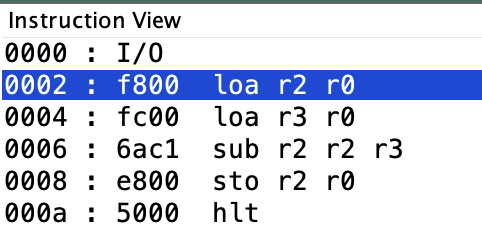 Instruction View
0000 : I/O
0002 : f800 loa r2 r0
0004 : fc00 loa r3 r0
0006 : 6ac1 sub r2 r2 r3
0008 : e800 sto r2 r0
000a : 5000 hlt